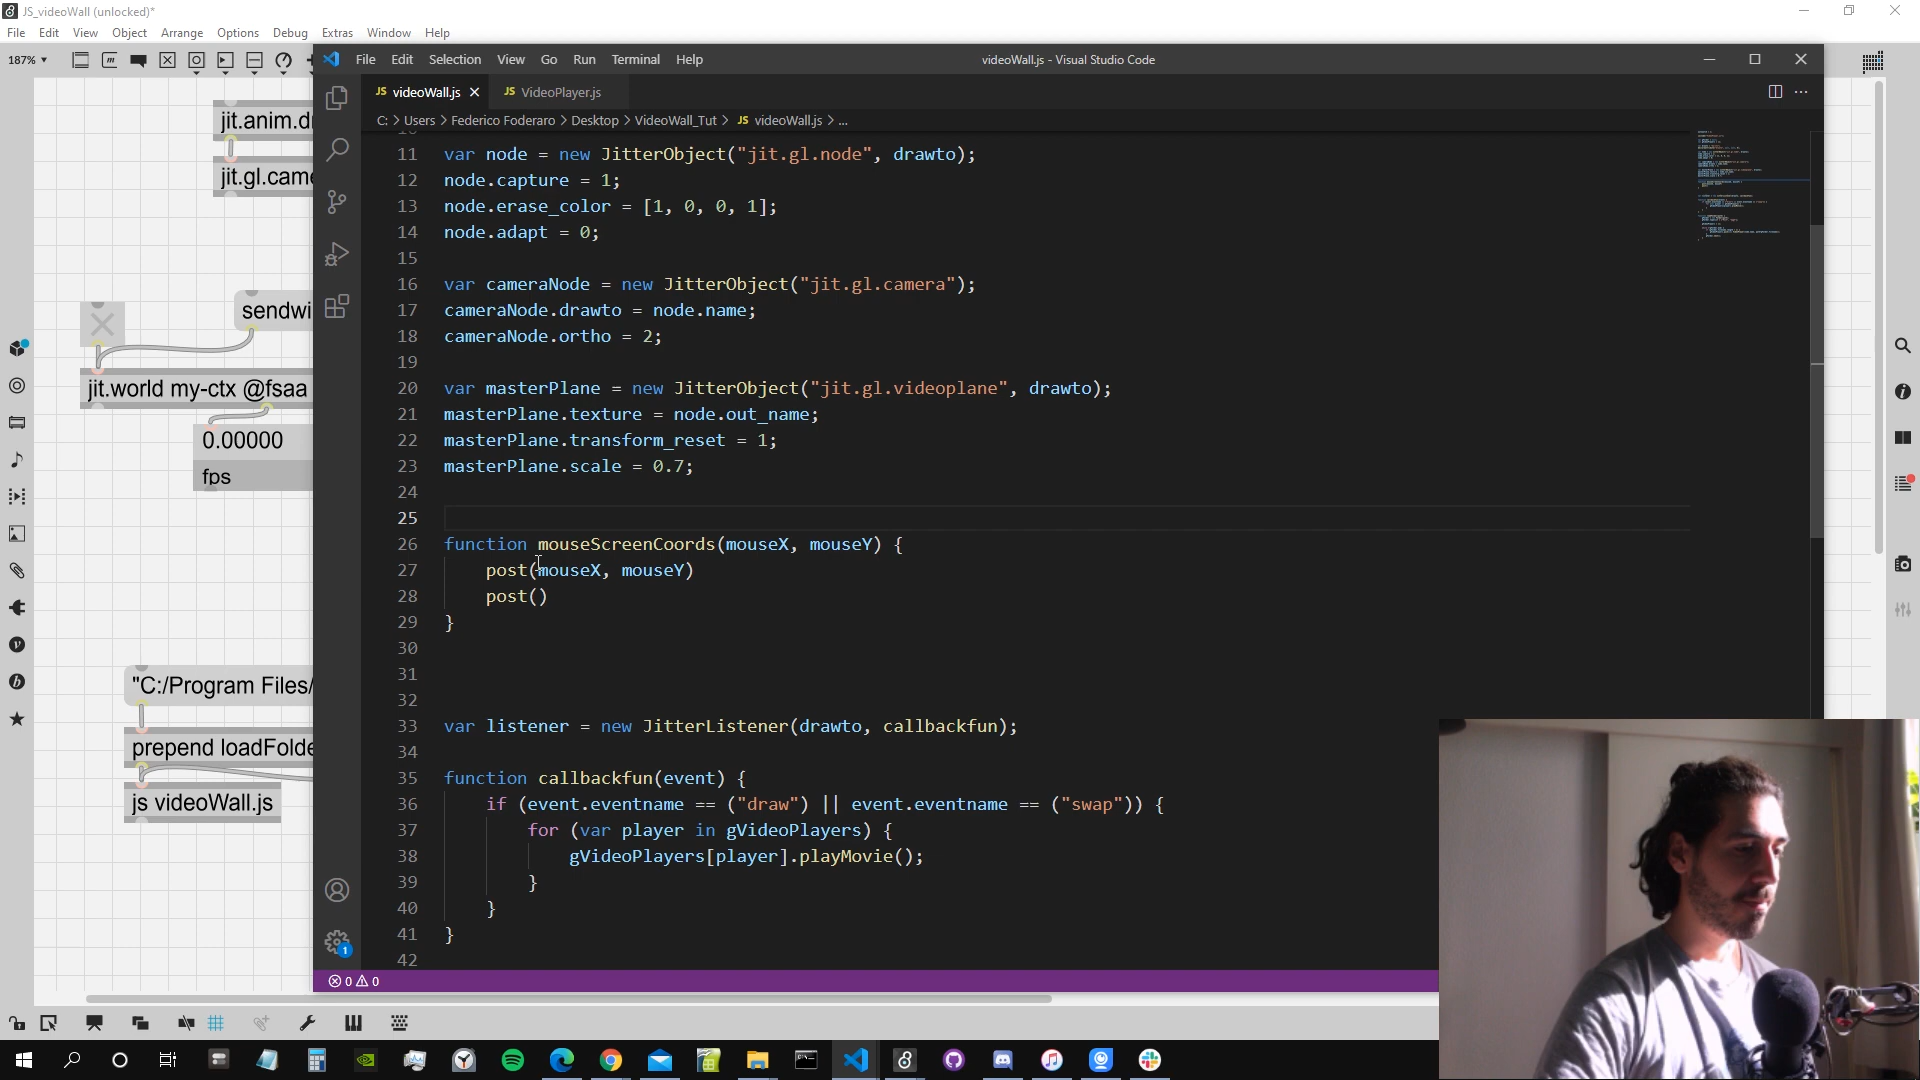 JS_videoWall (unlocked)*
File Edit View Object Arrange Options Debug Extras Window Help
187%
File Edit Selection View Go Run Terminal Help
videoWall.js - Visual Studio Code
JS videoWall.js
JS VideoPlayer.js
C: > Users > Federico Foderaro > Desktop > VideoWall_Tut > JS videoWall.js > ...
11 var node = new JitterObject("jit.gl.node", drawto);
12 node.capture = 1;
13 node.erase_color = [1, 0, 0, 1];
14 node.adapt = 0;
15
16 var cameraNode = new JitterObject("jit.gl.camera");
17 cameraNode.drawto = node.name;
18 cameraNode.ortho = 2;
19
20 var masterPlane = new JitterObject("jit.gl.videoplane", drawto);
21 masterPlane.texture = node.out_name;
22 masterPlane.transform_reset = 1;
23 masterPlane.scale = 0.7;
24
25
26 function mouseScreenCoords(mouseX, mouseY) {
27 post(mouseX, mouseY)
28 post()
29 }
30
31
32
33 var listener = new JitterListener(drawto, callbackfun);
34
35 function callbackfun(event) {
36 if (event.eventname == ("draw") || event.eventname == ("swap")) {
37 for (var player in gVideoPlayers) {
38 gVideoPlayers[player].playMovie();
39 }
40 }
41 }
42
jit.anim.d
jit.gl.came
sendwi
jit.world my-ctx @fsaa
0.00000
fps
"C:/Program Files/
prepend loadFolde
js videoWall.js
0 0
1